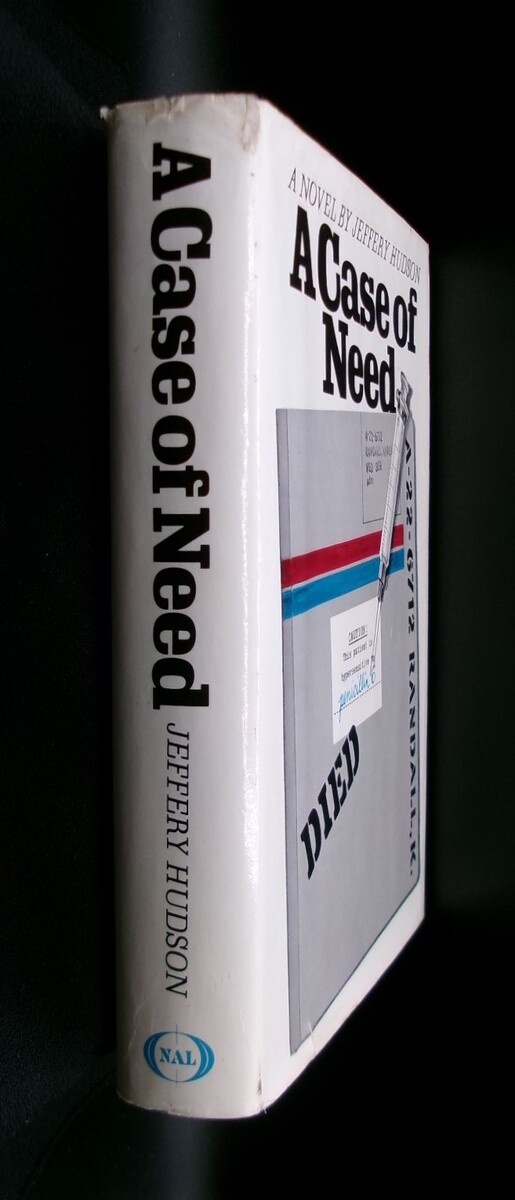 A Case of Need
JEFFERY HUDSON
NAL
A NOVEL BY JEFFERY HUDSON
A Case of
Need
CAUTION:
This patient is
hypersensitive
penicillin G
DIED
A-22-6712 RANDALL, K.